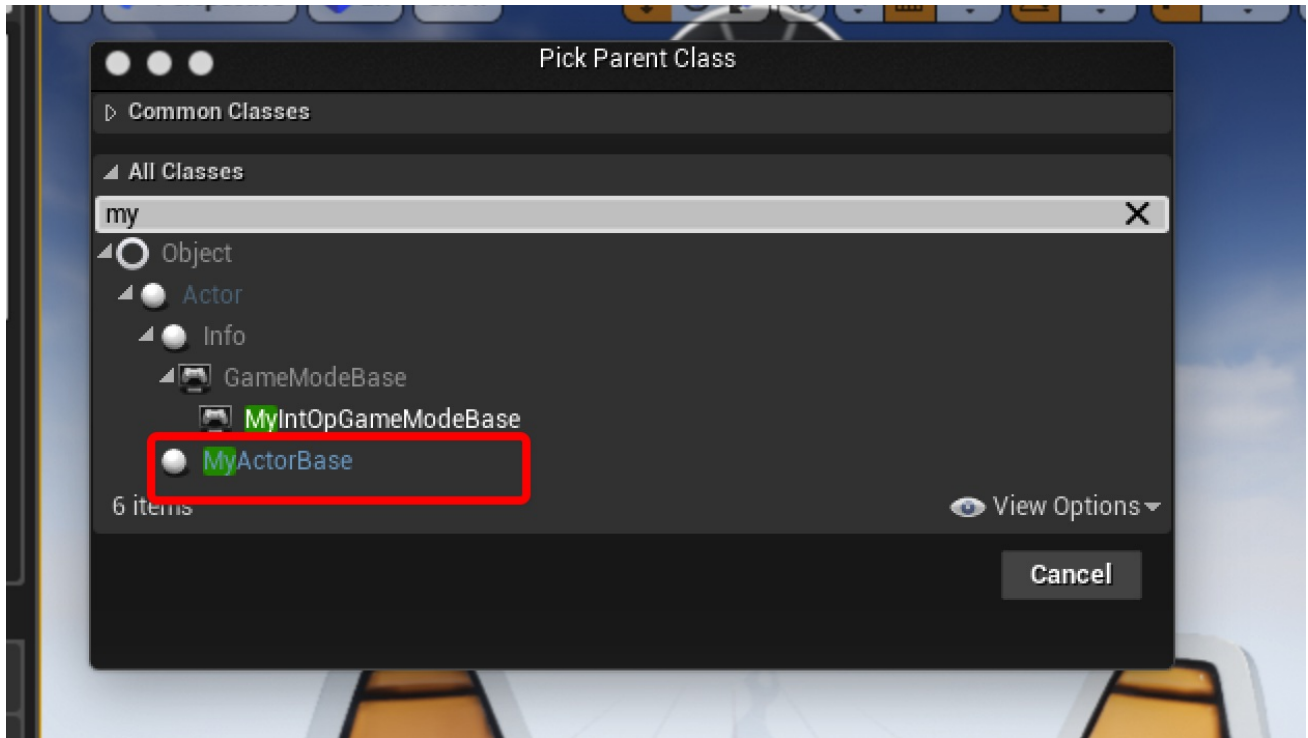 Pick Parent Class
Common Classes
All Classes
my
Object
Actor
Info
GameModeBase
MyIntOpGameModeBase
MyActorBase
6 items
View Options
Cancel